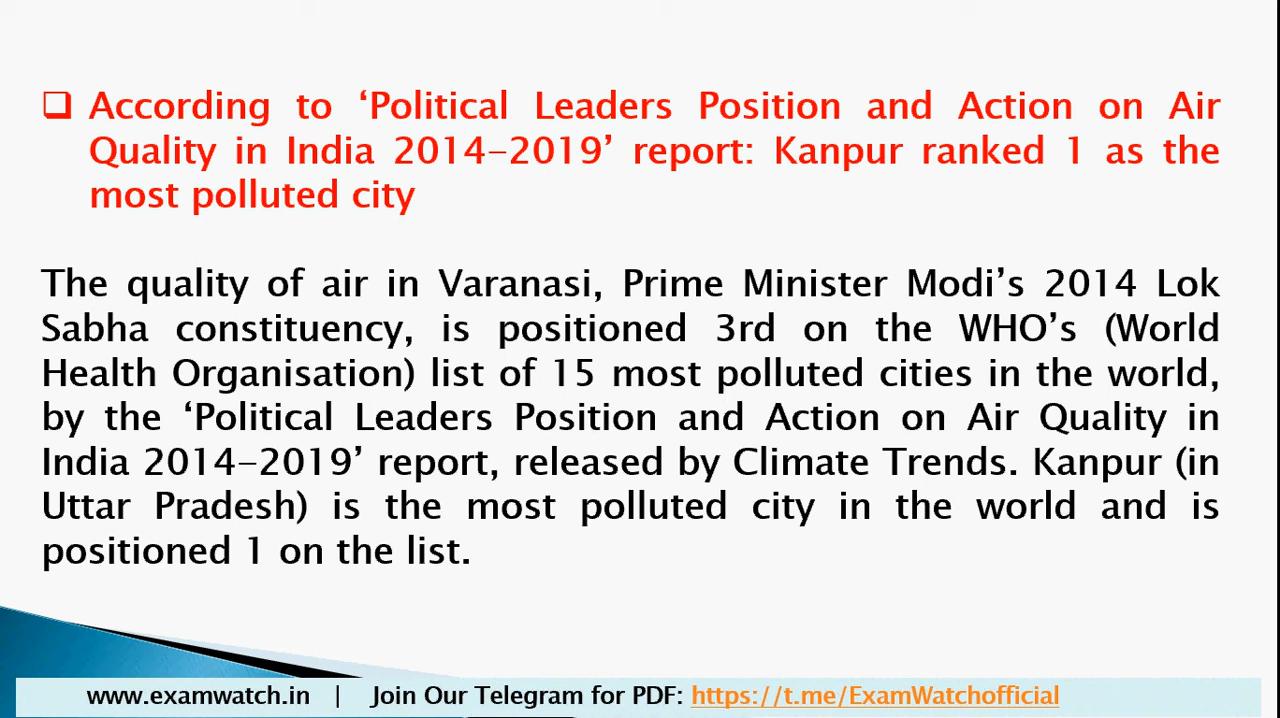 ❑ According to ‘Political Leaders Position and Action on Air
Quality in India 2014-2019’ report: Kanpur ranked 1 as the
most polluted city
The quality of air in Varanasi, Prime Minister Modi’s 2014 Lok
Sabha constituency, is positioned 3rd on the WHO’s (World
Health Organisation) list of 15 most polluted cities in the world,
by the ‘Political Leaders Position and Action on Air Quality in
India 2014-2019’ report, released by Climate Trends. Kanpur (in
Uttar Pradesh) is the most polluted city in the world and is
positioned 1 on the list.
www.examwatch.in | Join Our Telegram for PDF: https://t.me/ExamWatchofficial